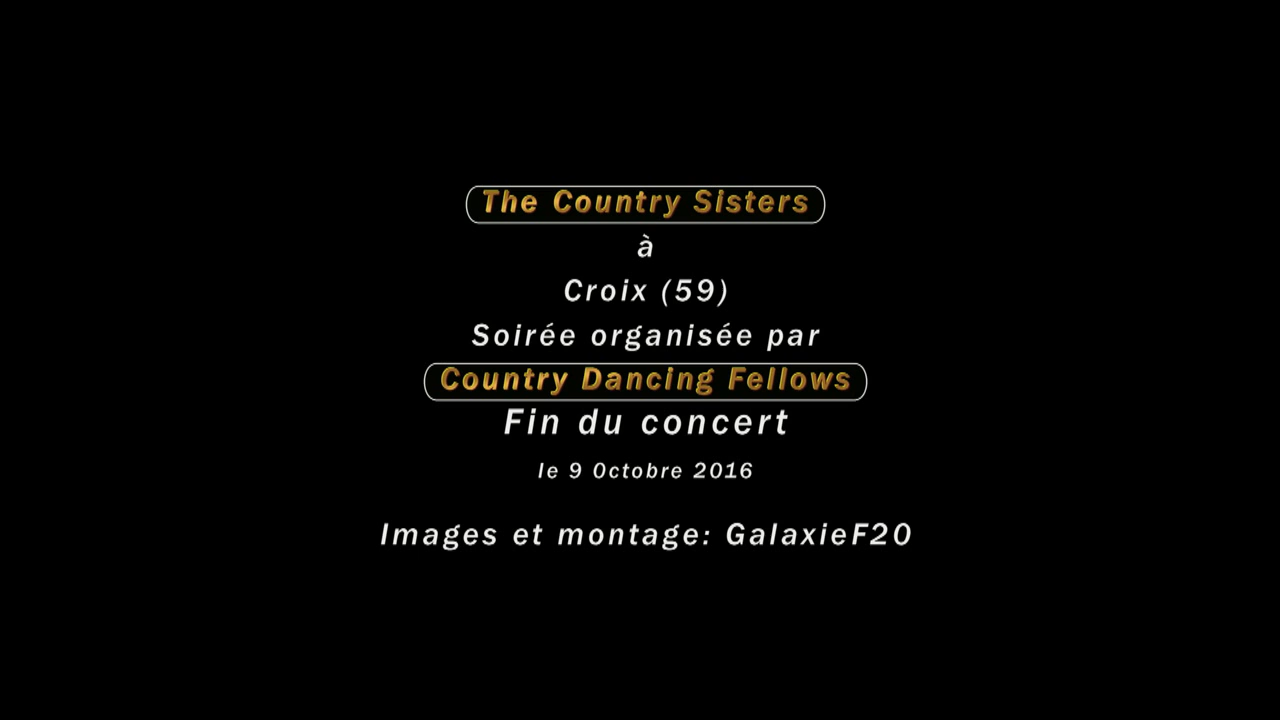 The Country Sisters
à
Croix (59)
Soirée organisée par
Country Dancing Fellows
Fin du concert
le 9 Octobre 2016
Images et montage: GalaxieF20